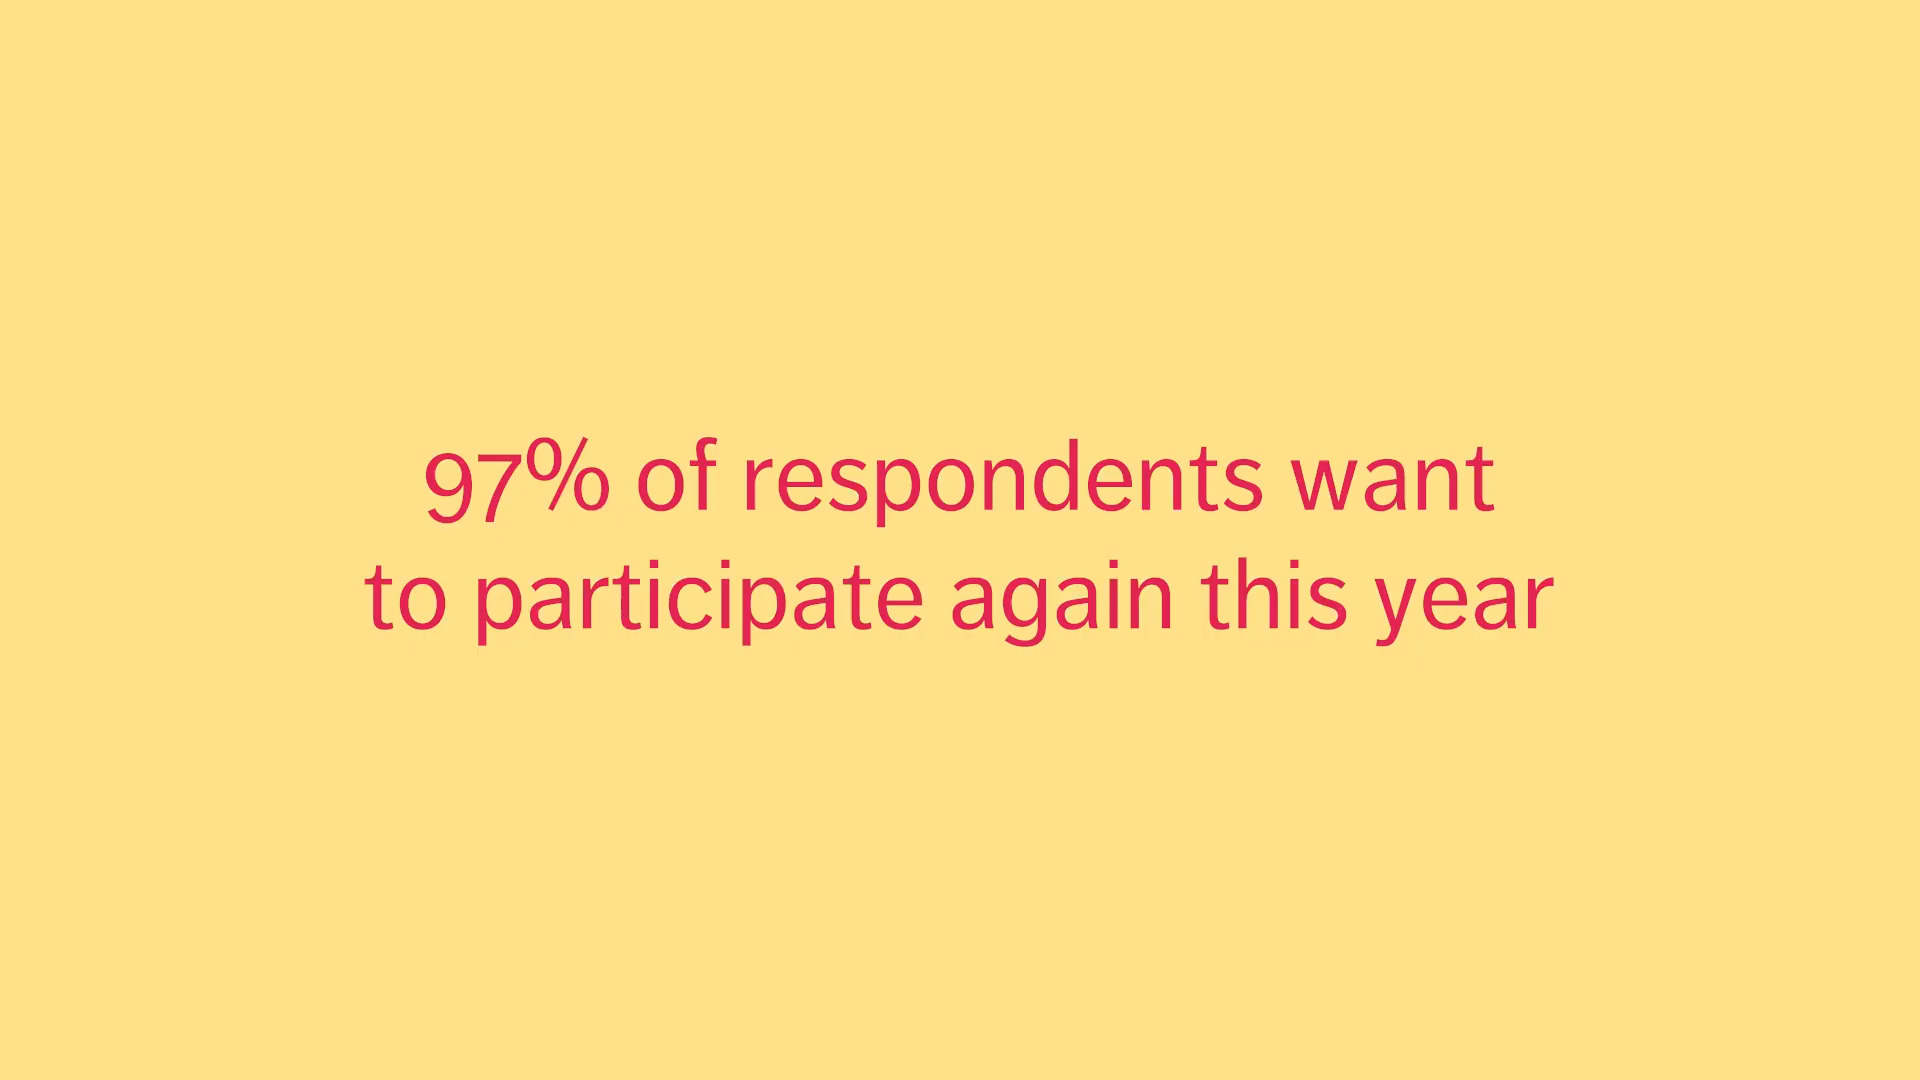 97% of respondents want
to participate again this year